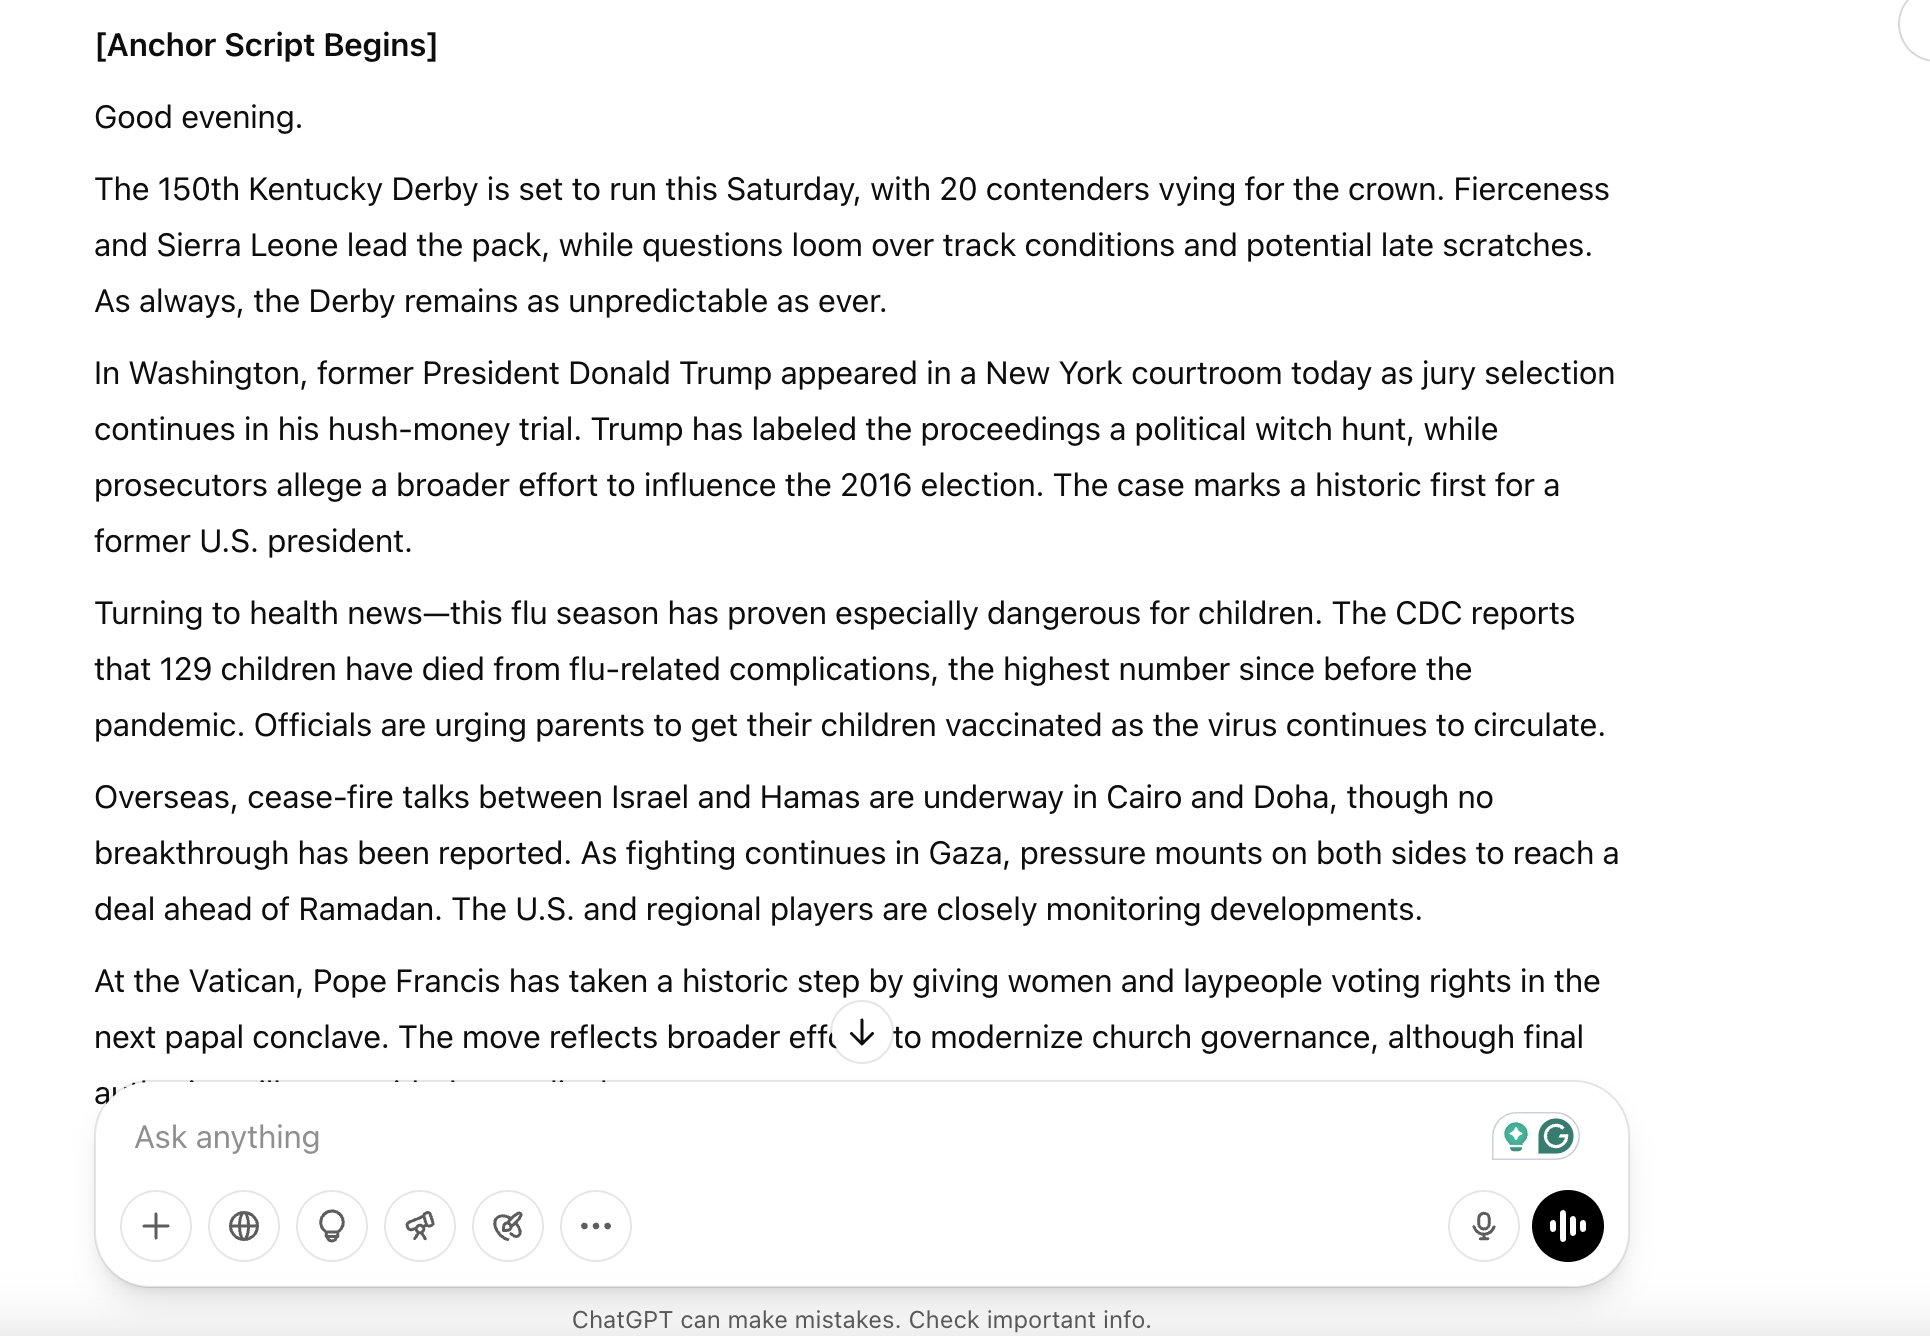 [Anchor Script Begins]
Good evening.
The 150th Kentucky Derby is set to run this Saturday, with 20 contenders vying for the crown. Fierceness
and Sierra Leone lead the pack, while questions loom over track conditions and potential late scratches.
As always, the Derby remains as unpredictable as ever.
In Washington, former President Donald Trump appeared in a New York courtroom today as jury selection
continues in his hush-money trial. Trump has labeled the proceedings a political witch hunt, while
prosecutors allege a broader effort to influence the 2016 election. The case marks a historic first for a
former U.S. president.
Turning to health news—this flu season has proven especially dangerous for children. The CDC reports
that 129 children have died from flu-related complications, the highest number since before the
pandemic. Officials are urging parents to get their children vaccinated as the virus continues to circulate.
Overseas, cease-fire talks between Israel and Hamas are underway in Cairo and Doha, though no
breakthrough has been reported. As fighting continues in Gaza, pressure mounts on both sides to reach a
deal ahead of Ramadan. The U.S. and regional players are closely monitoring developments.
At the Vatican, Pope Francis has taken a historic step by giving women and laypeople voting rights in the
next papal conclave. The move reflects broader to modernize church governance, although final
Ask anything
ChatGPT can make mistakes. Check important info.